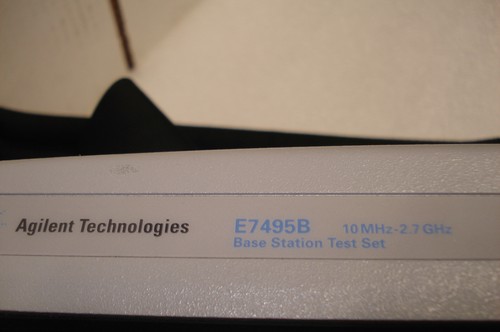 Agilent Technologies
E7495B 10 MHz-2.7 GHz
Base Station Test Set